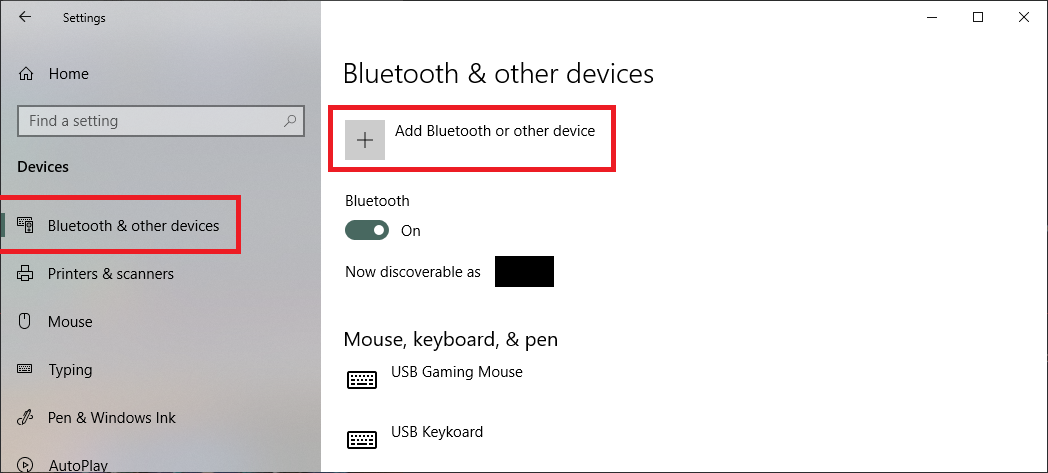 Settings
Home
Find a setting
Devices
Bluetooth & other devices
Printers & scanners
Mouse
Typing
Pen & Windows Ink
AutoPlay
Bluetooth & other devices
Add Bluetooth or other device
Bluetooth
On
Now discoverable as
Mouse, keyboard, & pen
USB Gaming Mouse
USB Keykoard